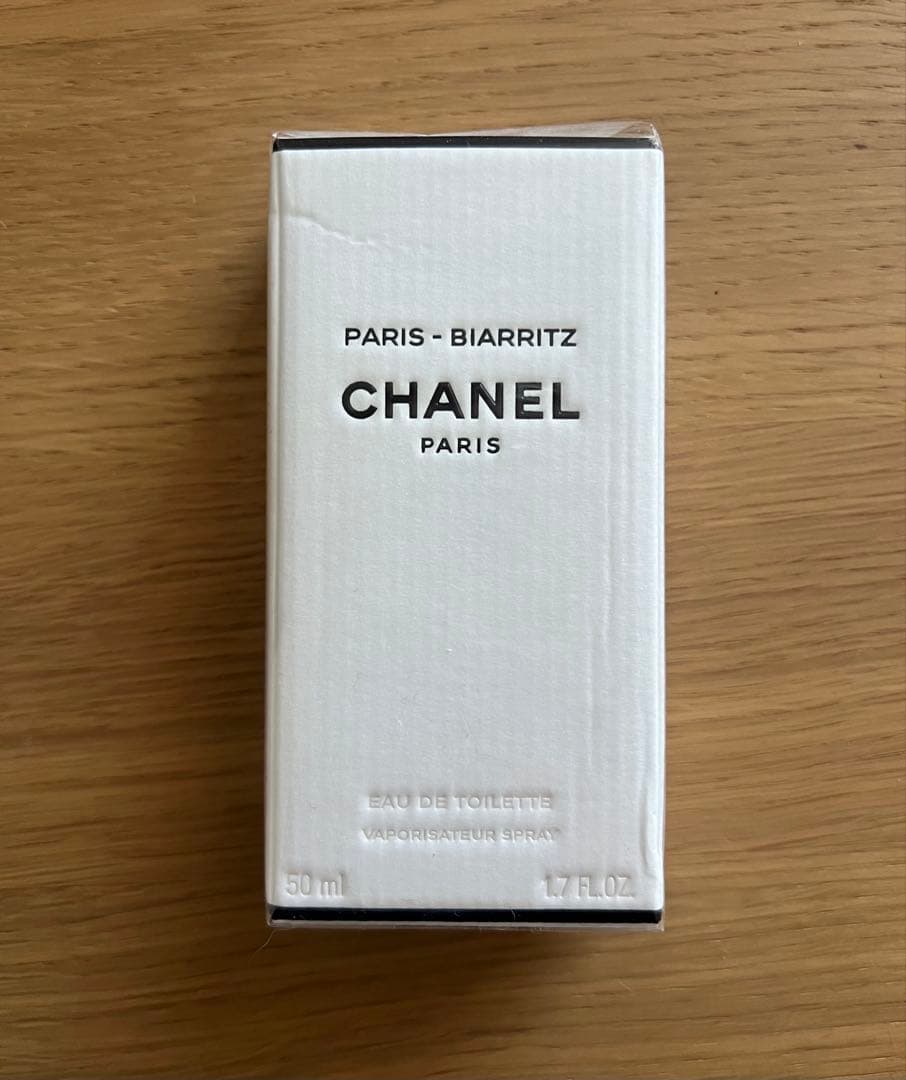 PARIS - BIARRITZ
CHANEL
PARIS
EAU DE TOILETTE
VAPORISATEUR SPRAY
50 ml 1.7 FL.OZ.